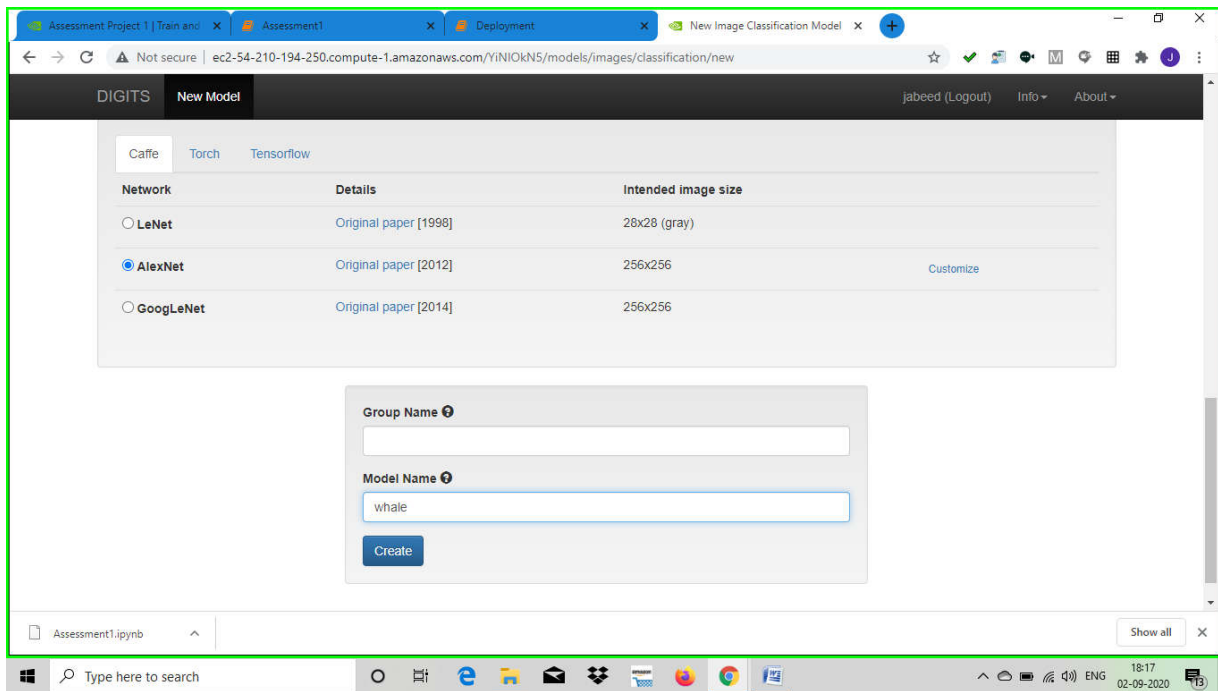 Assessment Project 1 | Train and
Assessment1
Deployment
New Image Classification Model
Not secure | ec2-54-210-194-250.compute-1.amazonaws.com/YiNIOkN5/models/images/classification/new
DIGITS New Model jabeed (Logout) Info About
Caffe Torch Tensorflow
Network Details Intended image size
LeNet Original paper [1998] 28x28 (gray)
AlexNet Original paper [2012] 256x256 Customize
GoogLeNet Original paper [2014] 256x256
Group Name
Model Name
whale
Create
Assessment1.ipynb Show all
Type here to search ENG 18:17
02-09-2020